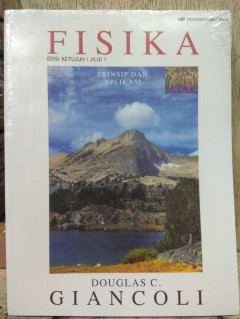 FISIKA
EDISI KETUJUH | JILID 1
PRINSIP DAN
APLIKASI
DOUGLAS C.
GIANCOLI